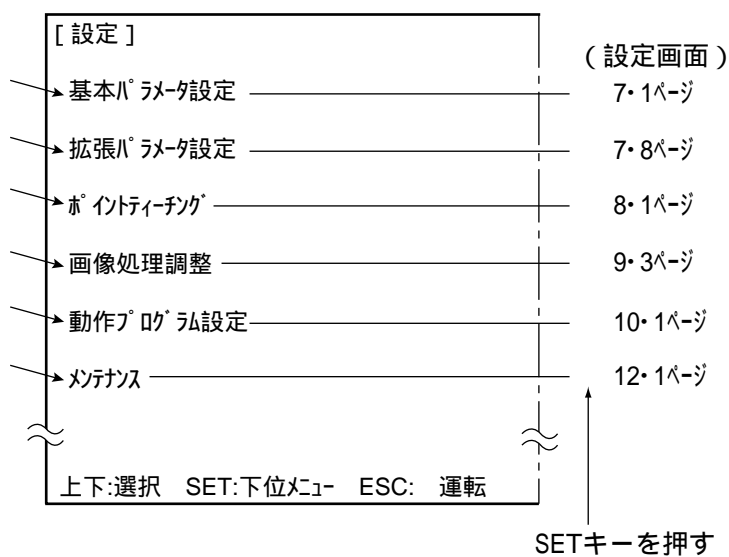 [ 設定 ]
( 設定画面 )
基本ﾊﾟﾗﾒｰﾀ設定 7・1ﾍﾟｰｼﾞ
拡張ﾊﾟﾗﾒｰﾀ設定 7・8ﾍﾟｰｼﾞ
ﾎﾟｲﾝﾄﾃｨｰﾁﾝｸﾞ 8・1ﾍﾟｰｼﾞ
画像処理調整 9・3ﾍﾟｰｼﾞ
動作ﾌﾟﾛｸﾞﾗﾑ設定 10・1ﾍﾟｰｼﾞ
ﾒﾝﾃﾅﾝｽ 12・1ﾍﾟｰｼﾞ
上下:選択 SET:下位ﾒﾆｭｰ ESC: 運転
SETキーを押す